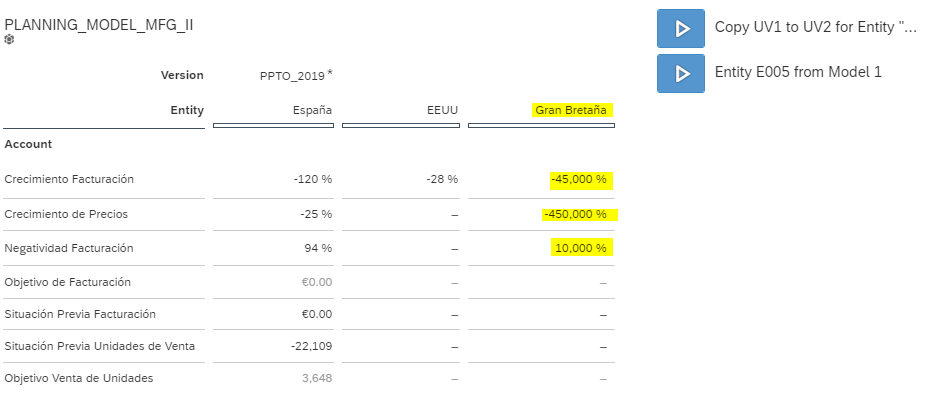 PLANNING_MODEL_MFG_II
Copy UV1 to UV2 for Entity "...
Entity E005 from Model 1
Version PPTO_2019 *
Entity España EEUU Gran Bretaña
Account
Crecimiento Facturación -120 % -28 % -45,000 %
Crecimiento de Precios -25 % – -450,000 %
Negatividad Facturación 94 % – 10,000 %
Objetivo de Facturación €0.00 – –
Situación Previa Facturación €0.00 – –
Situación Previa Unidades de Venta -22,109 – –
Objetivo Venta de Unidades 3,648 – –